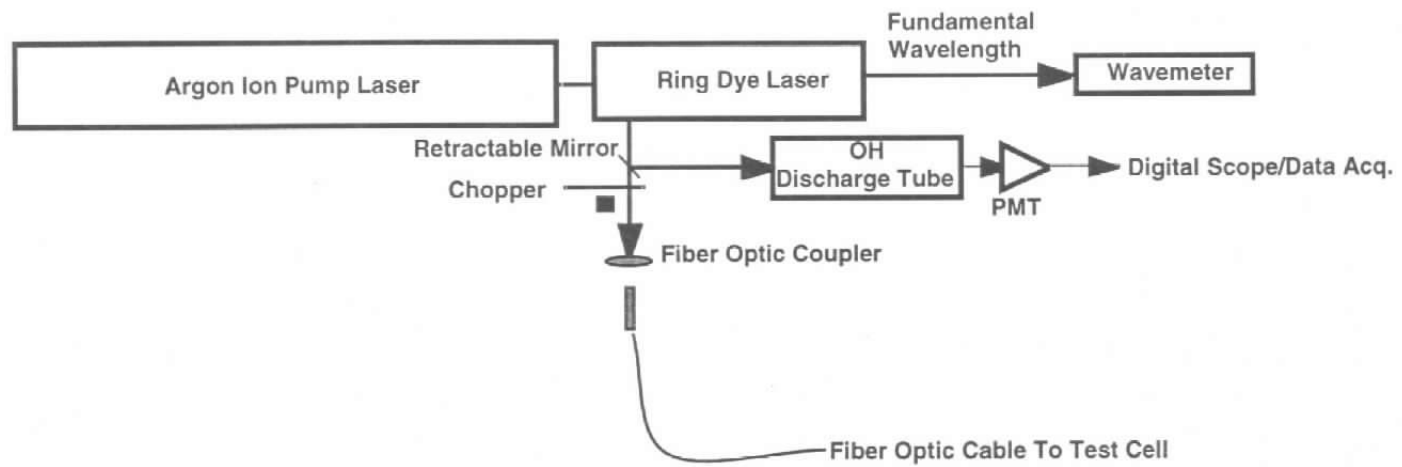 Fundamental
Wavelength
Argon Ion Pump Laser
Ring Dye Laser
Wavemeter
Retractable Mirror
OH
Discharge Tube
Digital Scope/Data Acq.
Chopper
PMT
Fiber Optic Coupler
Fiber Optic Cable To Test Cell